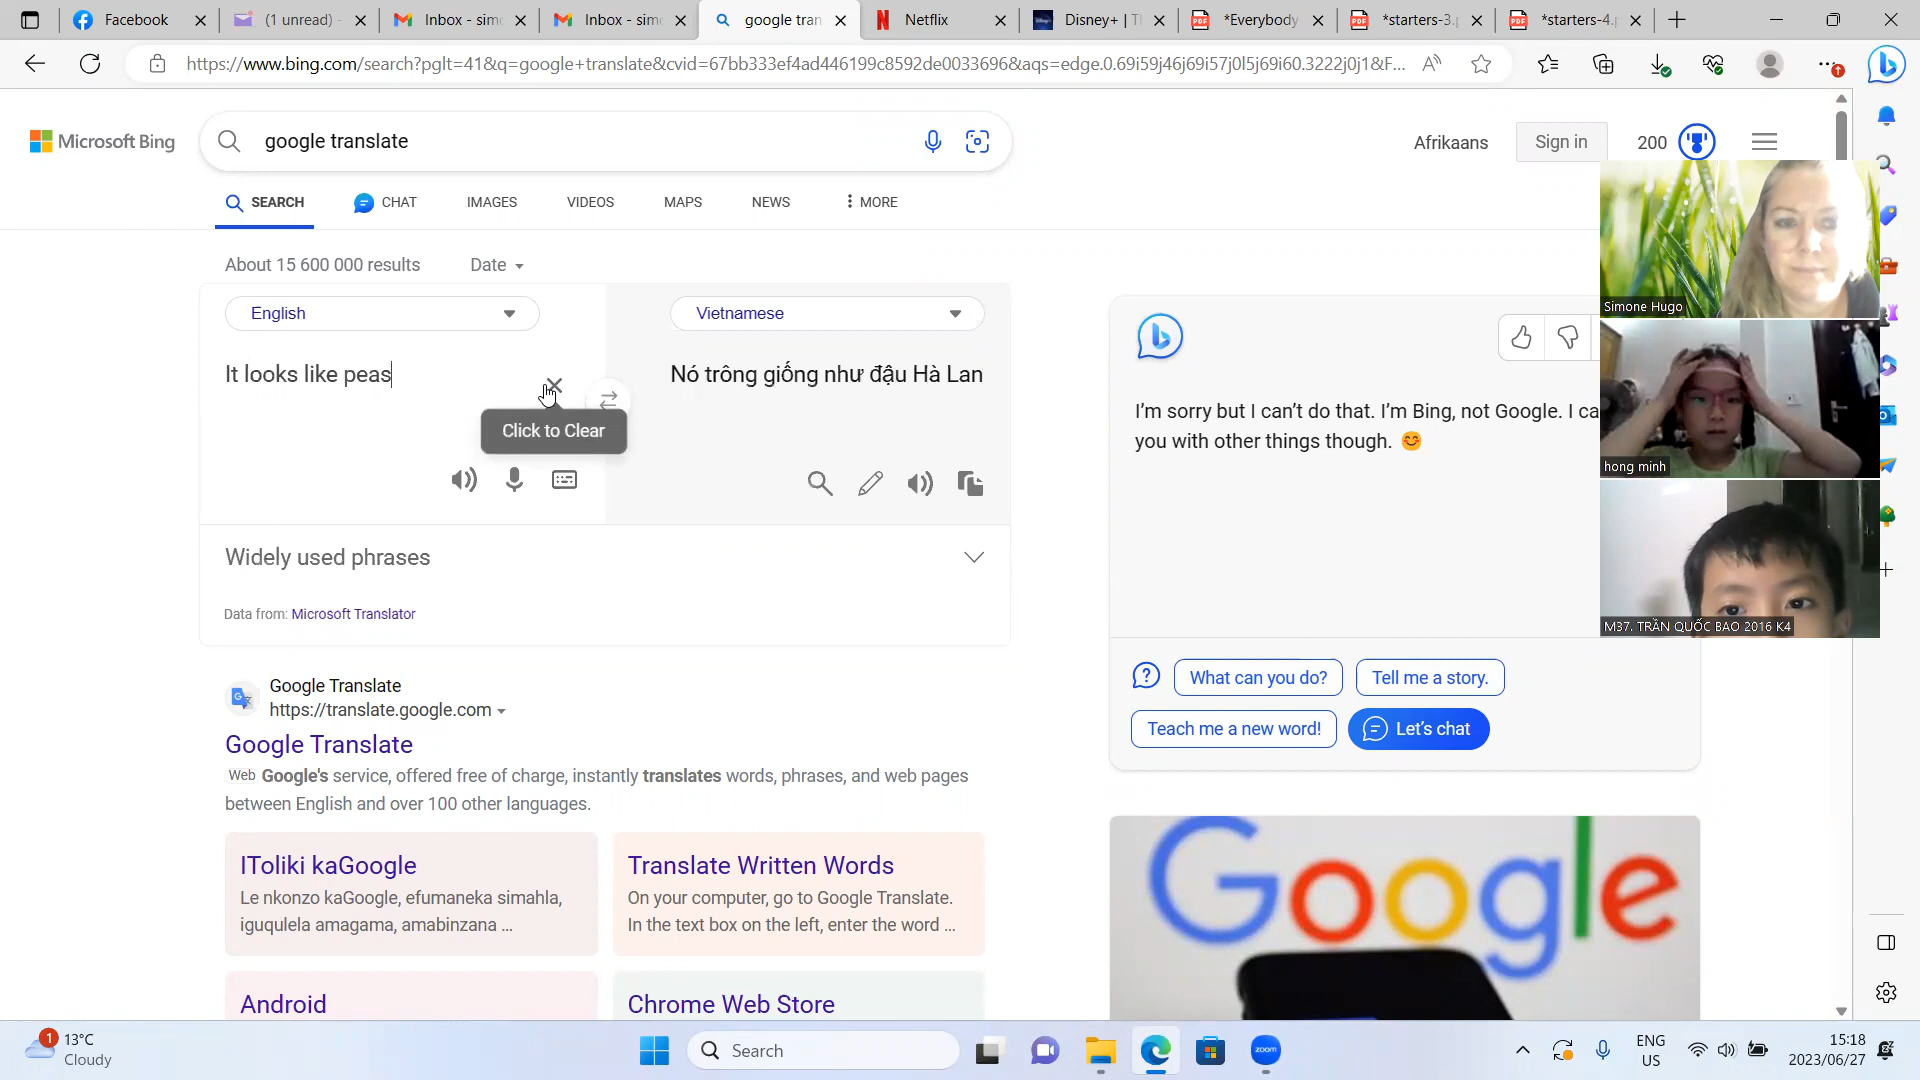 Facebook
(1 unread) -
Inbox - sim
Inbox - sim
google tran
Netflix
Disney+ | T
*Everybody
*starters-3.p
*starters-4.p
https://www.bing.com/search?pglt=41&q=google+translate&cvid=67bb333ef4ad446199c8592de0033696&aqs=edge.0.69i59j46j69i57j0l5j69i60.3222j0j1&F...
Microsoft Bing
google translate
Afrikaans
Sign in
200
SEARCH
CHAT
IMAGES
VIDEOS
MAPS
NEWS
MORE
About 15 600 000 results
Date
English
Vietnamese
It looks like peas
Nó trông giống như đậu Hà Lan
Click to Clear
Widely used phrases
Data from: Microsoft Translator
I'm sorry but I can't do that. I'm Bing, not Google. I ca
you with other things though. 😊
What can you do?
Tell me a story.
Teach me a new word!
Let's chat
Simone Hugo
hong minh
M37. TRẦN QUỐC BAO 2016 K4
Google Translate
https://translate.google.com
Google Translate
Web Google's service, offered free of charge, instantly translates words, phrases, and web pages
between English and over 100 other languages.
IToliki kaGoogle
Le nkonzo kaGoogle, efumaneka simahla,
iguqulela amagama, amabinzana ...
Translate Written Words
On your computer, go to Google Translate.
In the text box on the left, enter the word ...
Android
Chrome Web Store
Google
1
13°C
Cloudy
Search
zoom
ENG
US
15:18
2023/06/27